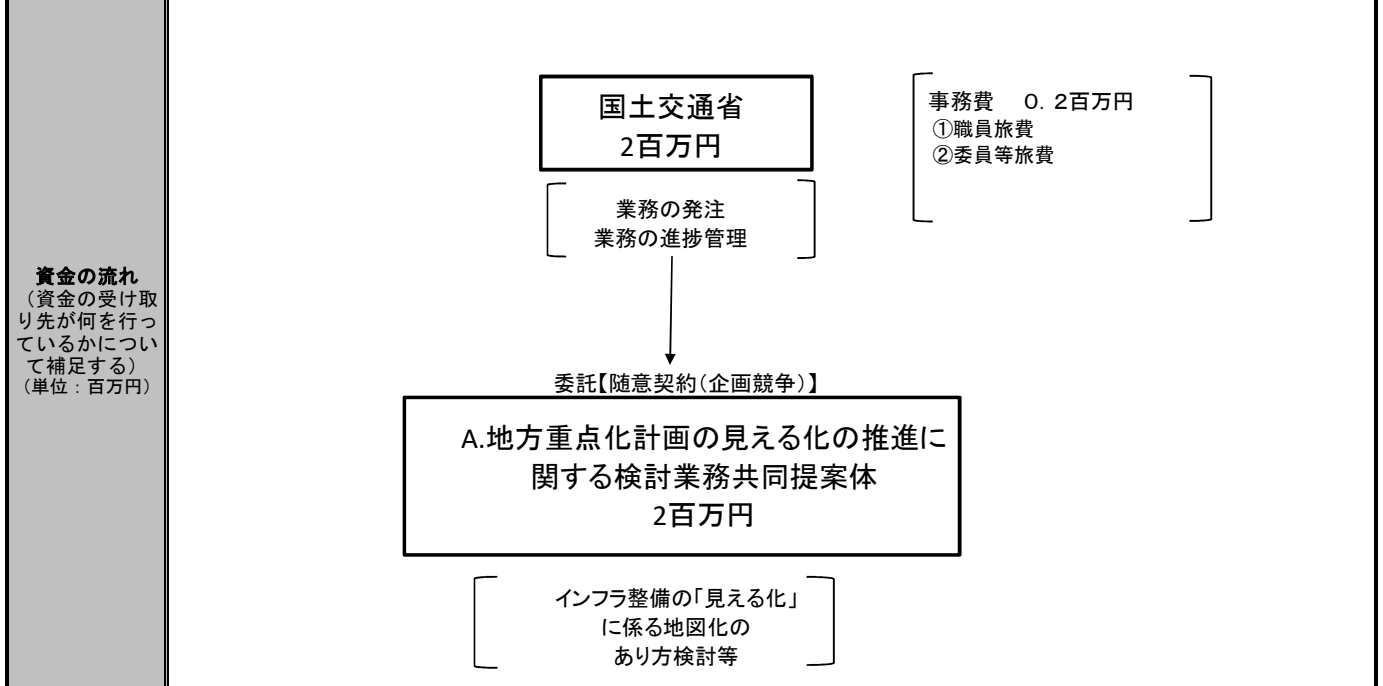 資金の流れ
（資金の受け取
り先が何を行っ
ているかについ
て補足する）
（単位：百万円）
国土交通省
2百万円
事務費　０．２百万円
①職員旅費
②委員等旅費
業務の発注
業務の進捗管理
委託【随意契約（企画競争）】
A.地方重点化計画の見える化の推進に
関する検討業務共同提案体
2百万円
インフラ整備の「見える化」
に係る地図化の
あり方検討等